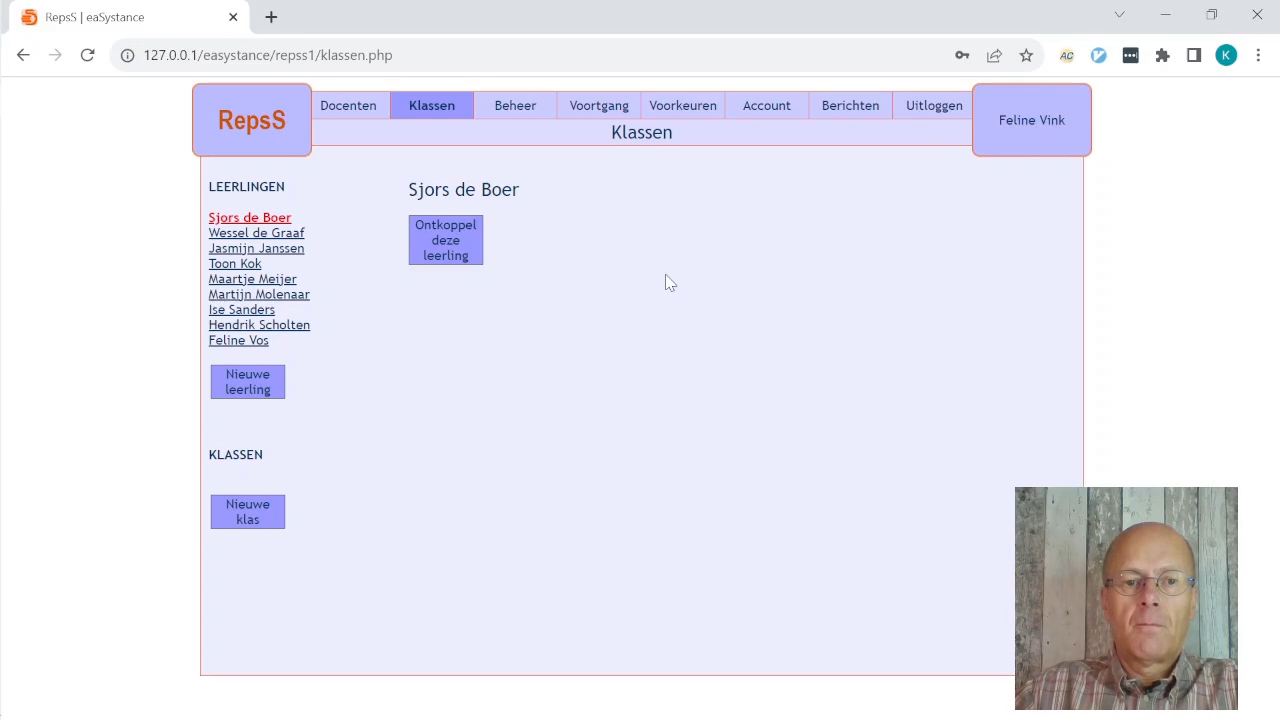 RepsS | eaSystance
127.0.0.1/easystance/repss1/klassen.php
AC
K
RepsS
Docenten
Klassen
Beheer
Voortgang
Voorkeuren
Account
Berichten
Uitloggen
Feline Vink
Klassen
LEERLINGEN
Sjors de Boer
Wessel de Graaf
Jasmijn Janssen
Toon Kok
Maartje Meijer
Martijn Molenaar
Ise Sanders
Hendrik Scholten
Feline Vos
Nieuwe
leerling
KLASSEN
Nieuwe
klas
Sjors de Boer
Ontkoppel
deze
leerling